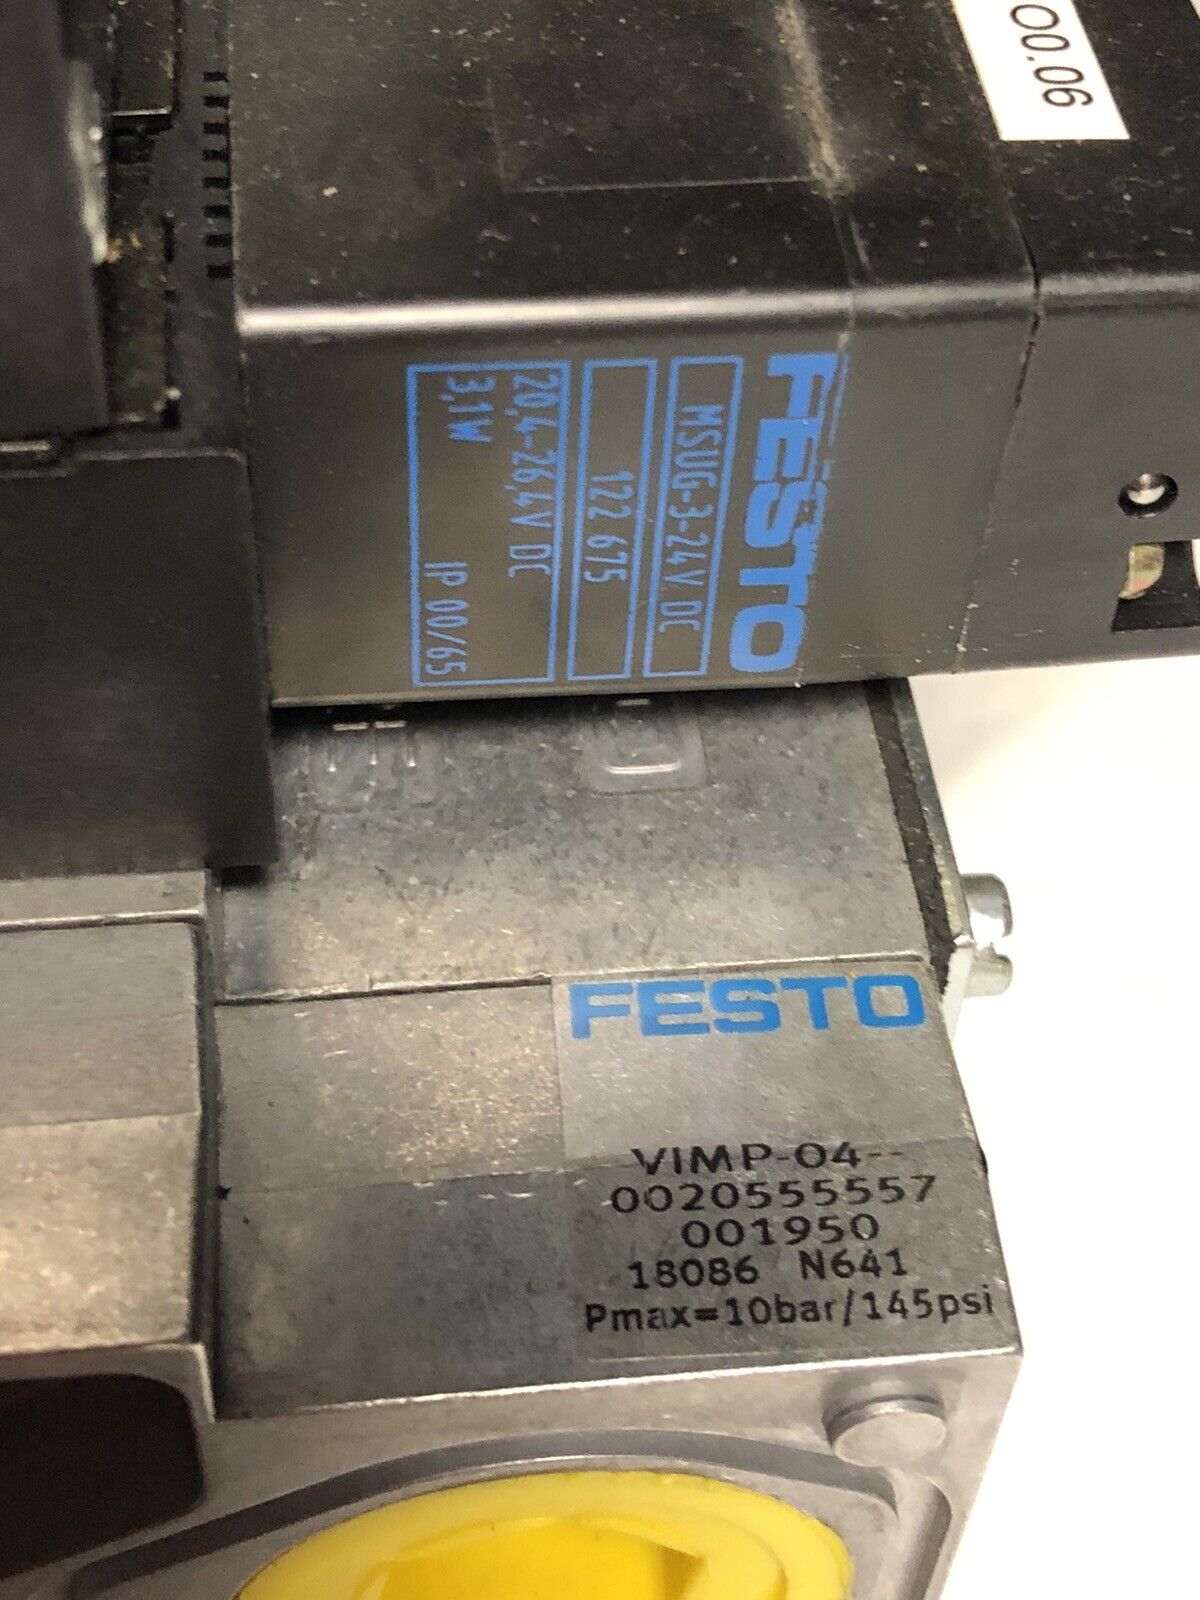 00.06
FESTO
MSUG-3-24V DC
122 675
20,4-26,4V DC
3,1W IP 00/65
FESTO
VIMP-04--
0020555557
001950
18086 N641
Pmax=10bar/145psi